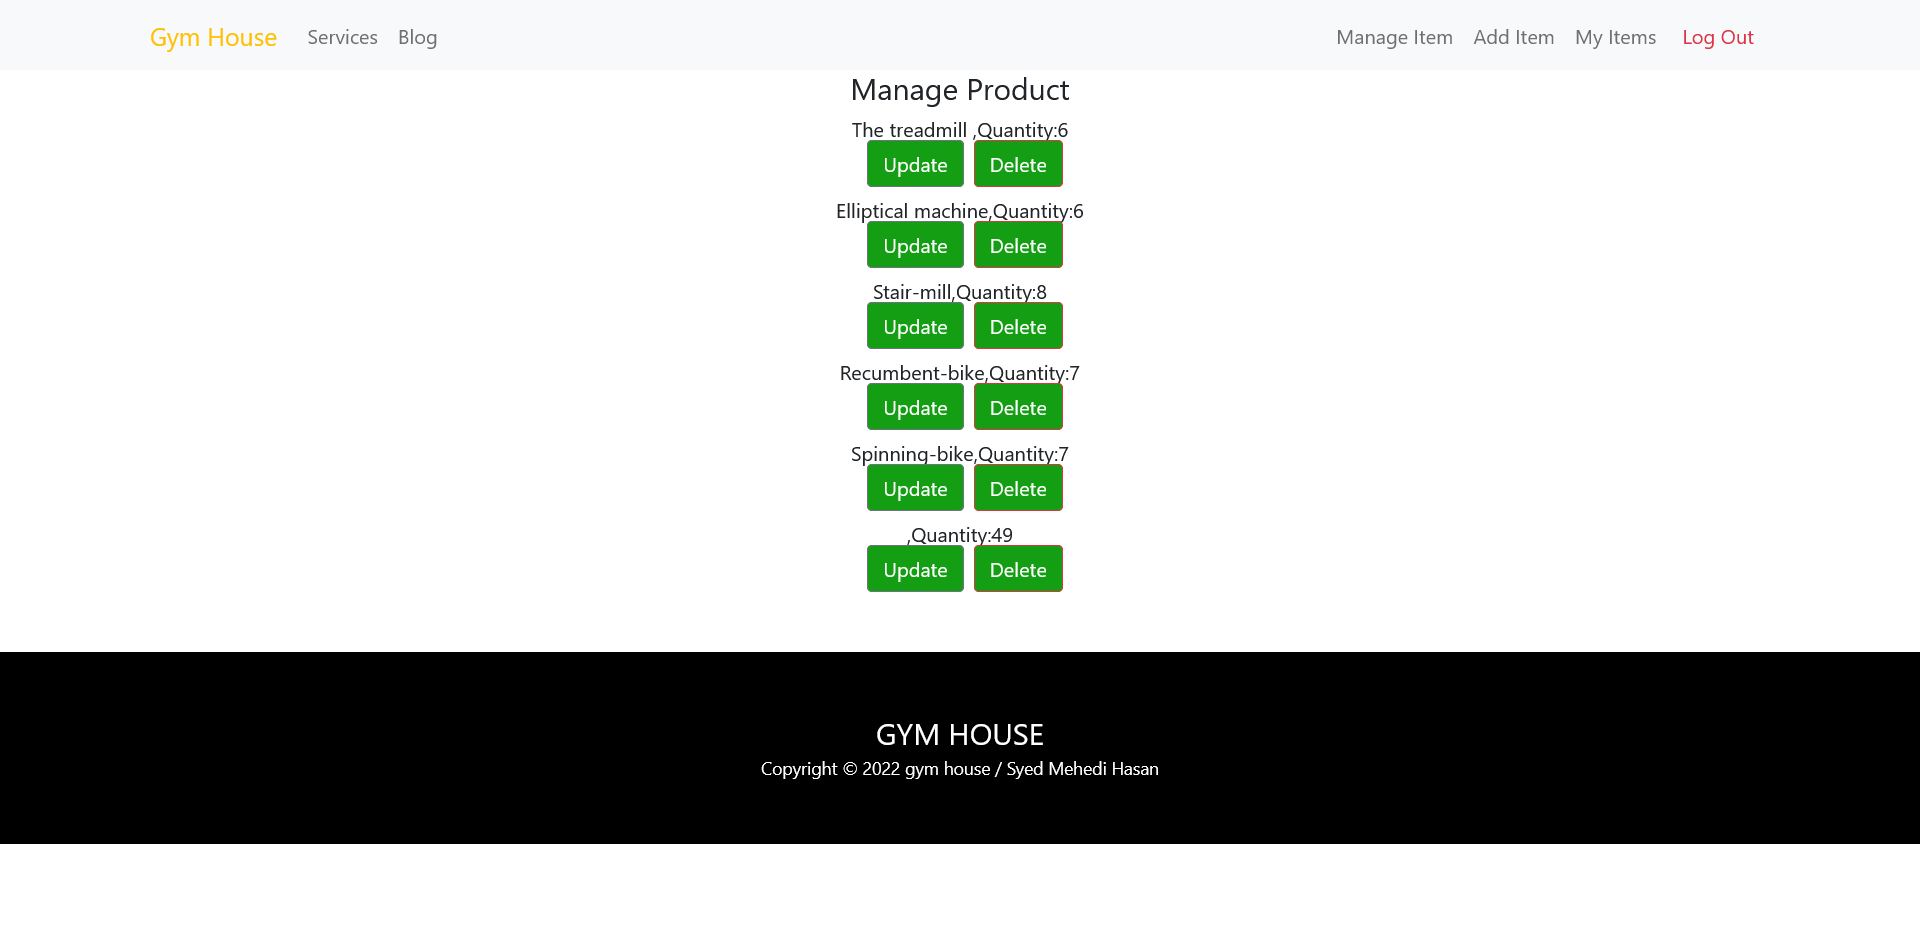 Gym House Services Blog Manage Item Add Item My Items Log Out
Manage Product
The treadmill ,Quantity:6
Update Delete
Elliptical machine,Quantity:6
Update Delete
Stair-mill,Quantity:8
Update Delete
Recumbent-bike,Quantity:7
Update Delete
Spinning-bike,Quantity:7
Update Delete
,Quantity:49
Update Delete
GYM HOUSE
Copyright © 2022 gym house / Syed Mehedi Hasan